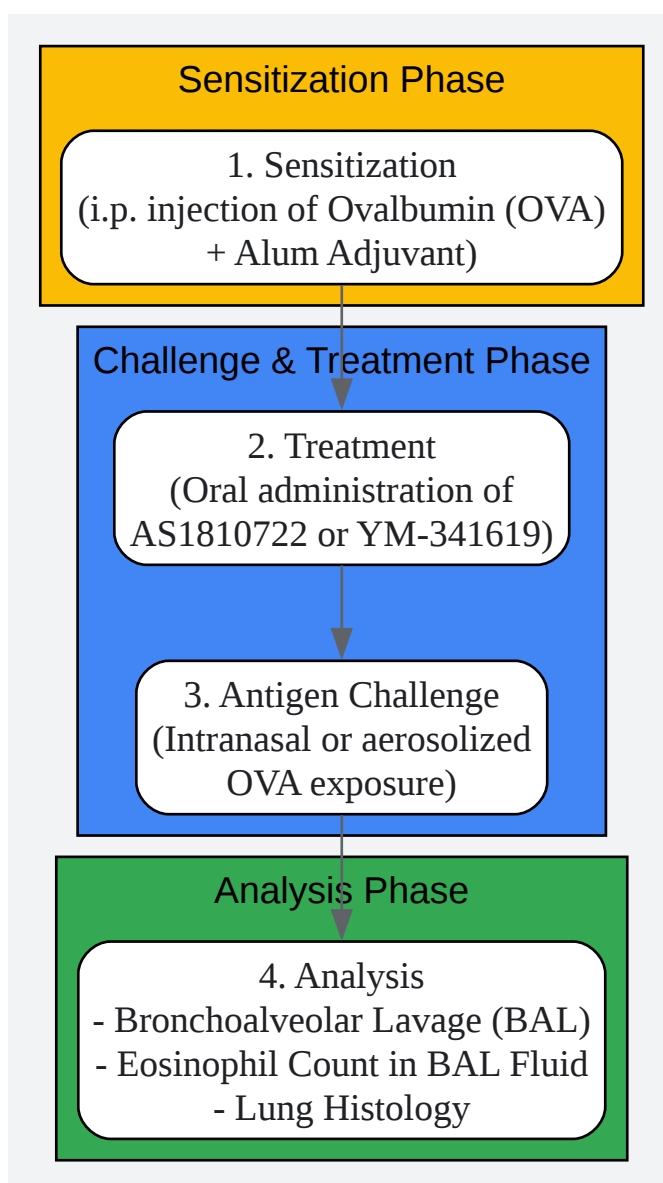 Sensitization Phase
1. Sensitization
(i.p. injection of Ovalbumin (OVA)
+ Alum Adjuvant)
Challenge & Treatment Phase
2. Treatment
(Oral administration of
AS1810722 or YM-341619)
3. Antigen Challenge
(Intranasal or aerosolized
OVA exposure)
Analysis Phase
4. Analysis
- Bronchoalveolar Lavage (BAL)
- Eosinophil Count in BAL Fluid
- Lung Histology